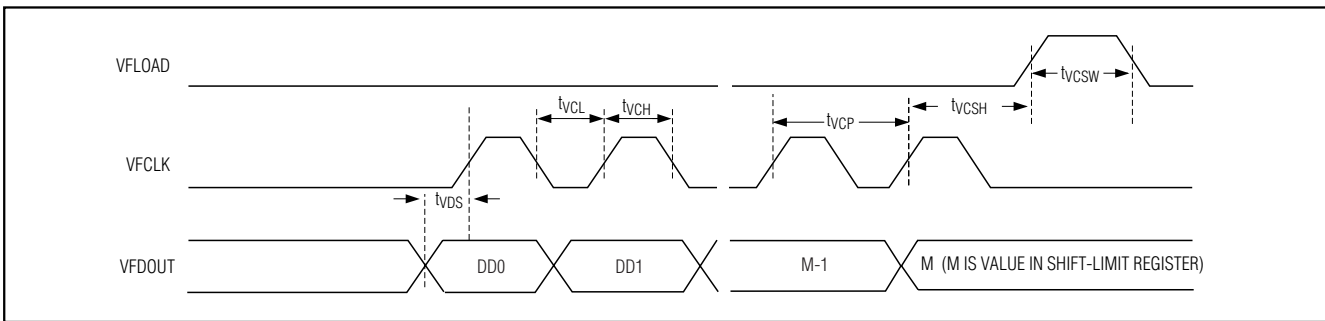 VFLOAD
tVCSW
tVCL
tVCH
tVCSH
tVCP
VFCLK
tVDS
VFDOUT
DD0
DD1
M-1
M (M IS VALUE IN SHIFT-LIMIT REGISTER)